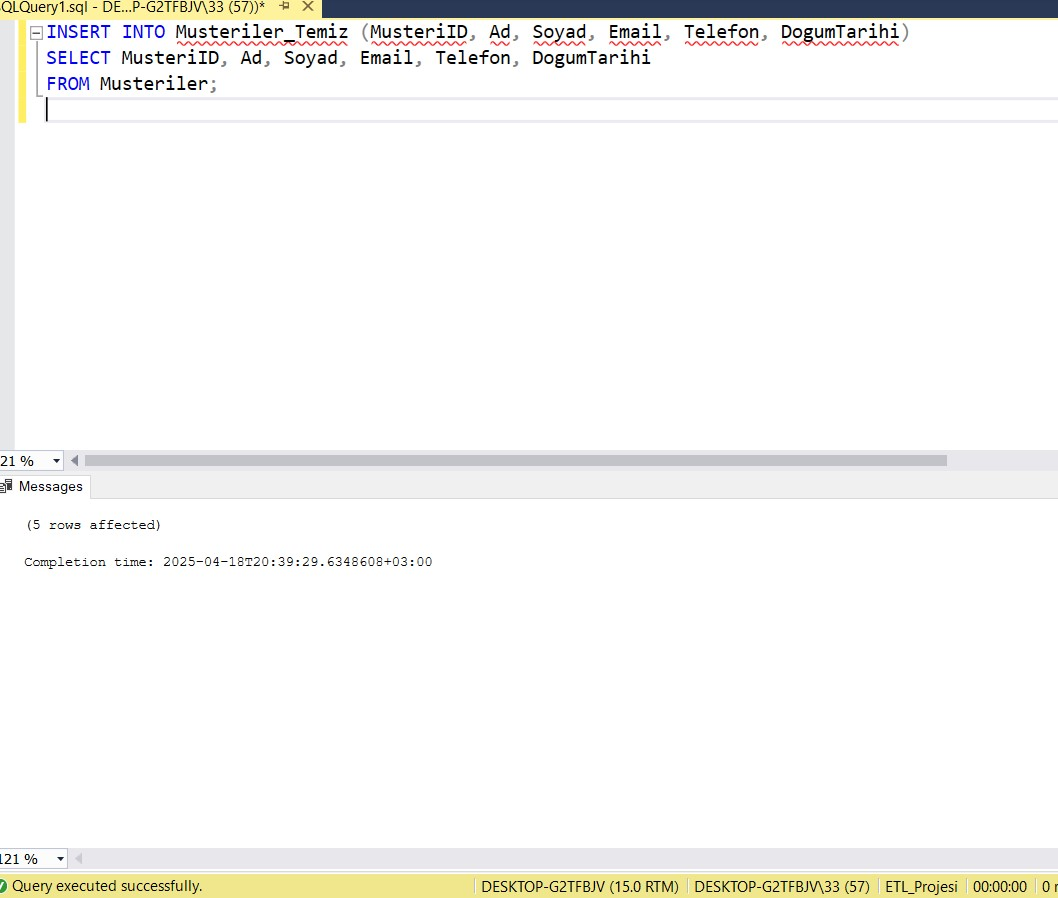 QLQuery1.sql - DE...P-G2TFBJV\33 (57))*
INSERT INTO Musteriler_Temiz (MusteriID, Ad, Soyad, Email, Telefon, DogumTarihi)
SELECT MusteriID, Ad, Soyad, Email, Telefon, DogumTarihi
FROM Musteriler;
21 %
Messages
(5 rows affected)
Completion time: 2025-04-18T20:39:29.6348608+03:00
121 %
Query executed successfully.
DESKTOP-G2TFBJV (15.0 RTM)
DESKTOP-G2TFBJV\33 (57)
ETL_Projesi
00:00:00
0 r